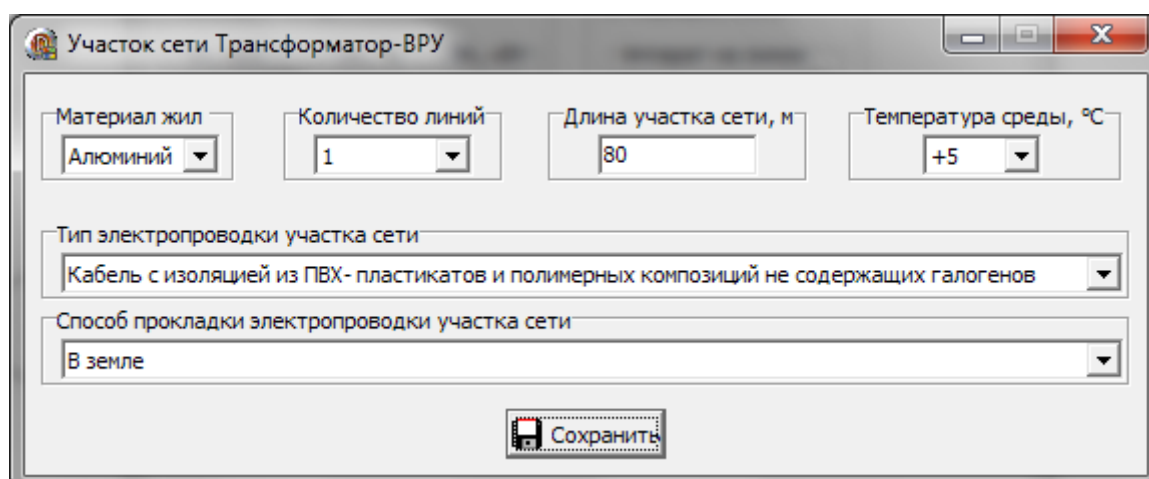 Участок сети Трансформатор-ВРУ
Материал жил Количество линий Длина участка сети, м Температура среды, °С
Алюминий 1 80 +5
Тип электропроводки участка сети
Кабель с изоляцией из ПВХ- пластикатов и полимерных композиций не содержащих галогенов
Способ прокладки электропроводки участка сети
В земле
Сохранить